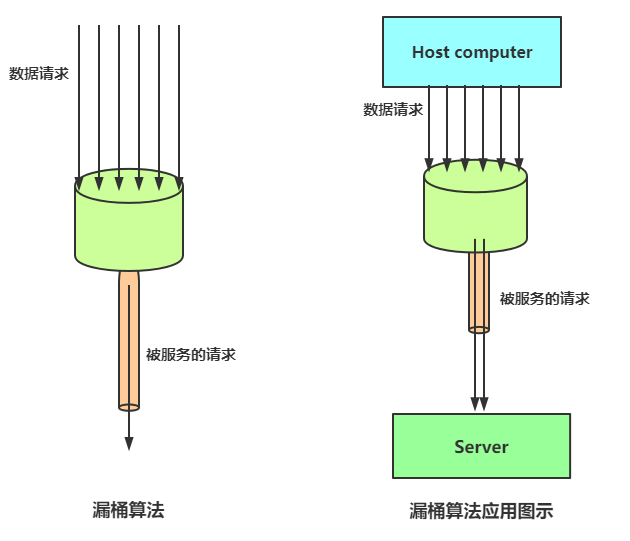 数据请求
被服务的请求
漏桶算法
Host computer
数据请求
被服务的请求
Server
漏桶算法应用图示